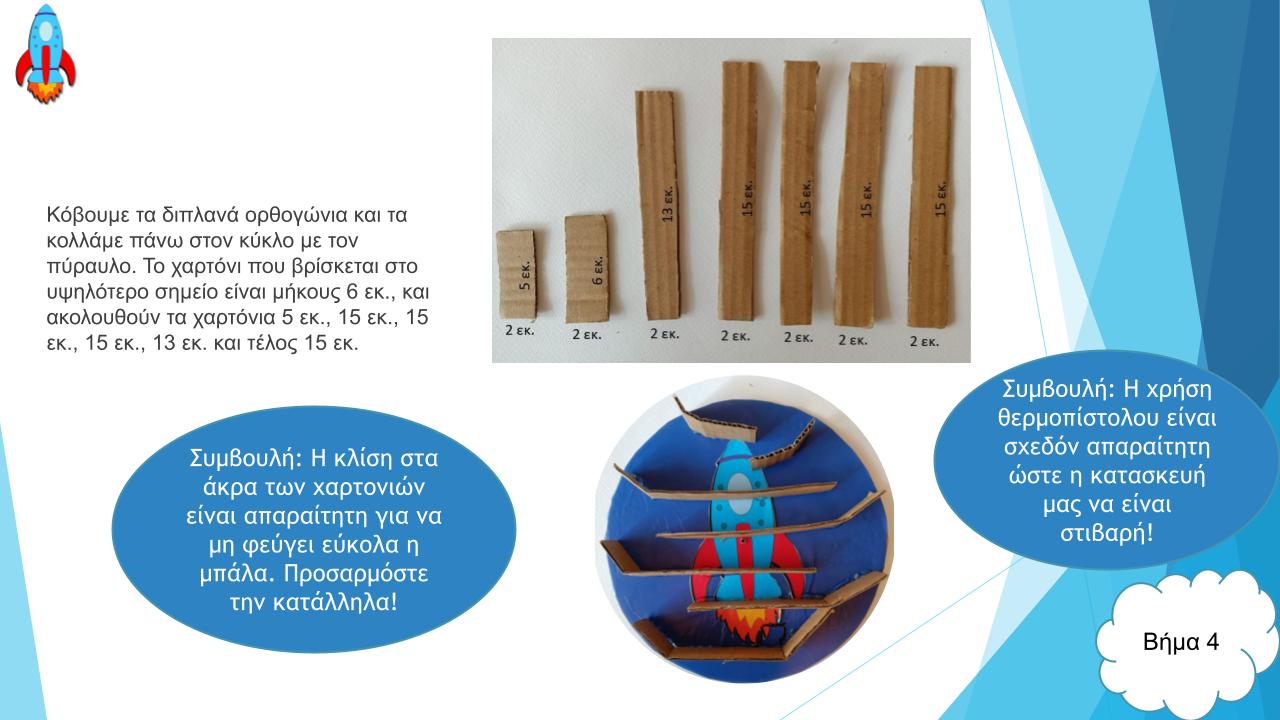 Κόβουμε τα διπλανά ορθογώνια και τα
κολλάμε πάνω στον κύκλο με τον
πύραυλο. Το χαρτόνι που βρίσκεται στο
υψηλότερο σημείο είναι μήκους 6 εκ., και
ακολουθούν τα χαρτόνια 5 εκ., 15 εκ., 15
εκ., 15 εκ., 13 εκ. και τέλος 15 εκ.
5 εκ.
6 εκ.
13 εκ.
15 εκ.
15 εκ.
15 εκ.
15 εκ.
2 εκ.
2 εκ.
2 εκ.
2 εκ.
2 εκ.
2 εκ.
2 εκ.
Συμβουλή: Η κλίση στα
άκρα των χαρτονιών
είναι απαραίτητη για να
μη φεύγει εύκολα η
μπάλα. Προσαρμόστε
την κατάλληλα!
Συμβουλή: Η χρήση
θερμοπίστολου είναι
σχεδόν απαραίτητη
ώστε η κατασκευή
μας να είναι
στιβαρή!
Βήμα 4